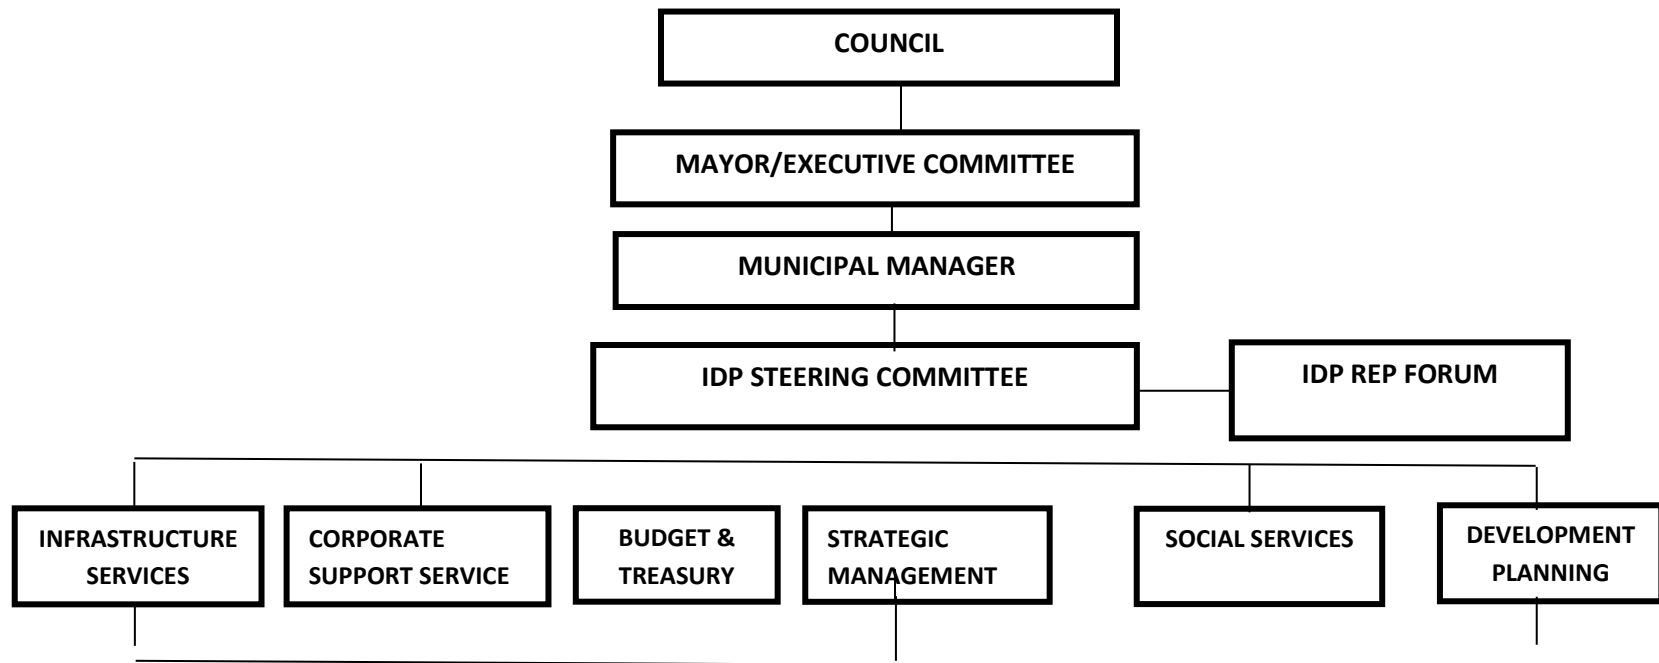 COUNCIL
MAYOR/EXECUTIVE COMMITTEE
MUNICIPAL MANAGER
IDP STEERING COMMITTEE
IDP REP FORUM
INFRASTRUCTURE
SERVICES
CORPORATE
SUPPORT SERVICE
BUDGET &
TREASURY
STRATEGIC
MANAGEMENT
SOCIAL SERVICES
DEVELOPMENT
PLANNING